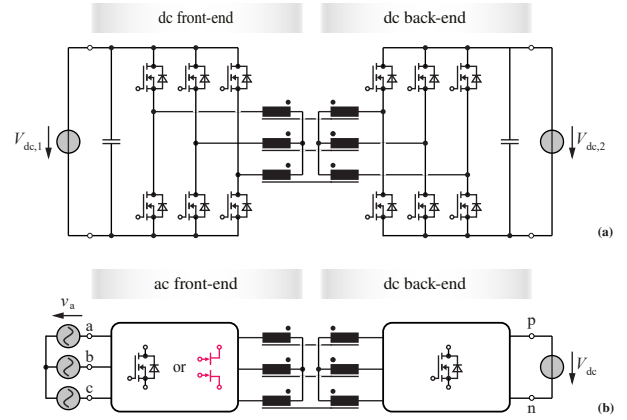 dc front-end dc back-end
V_dc,1 V_dc,2
(a)
ac front-end dc back-end
v_a
a p
b or V_dc
c n
(b)